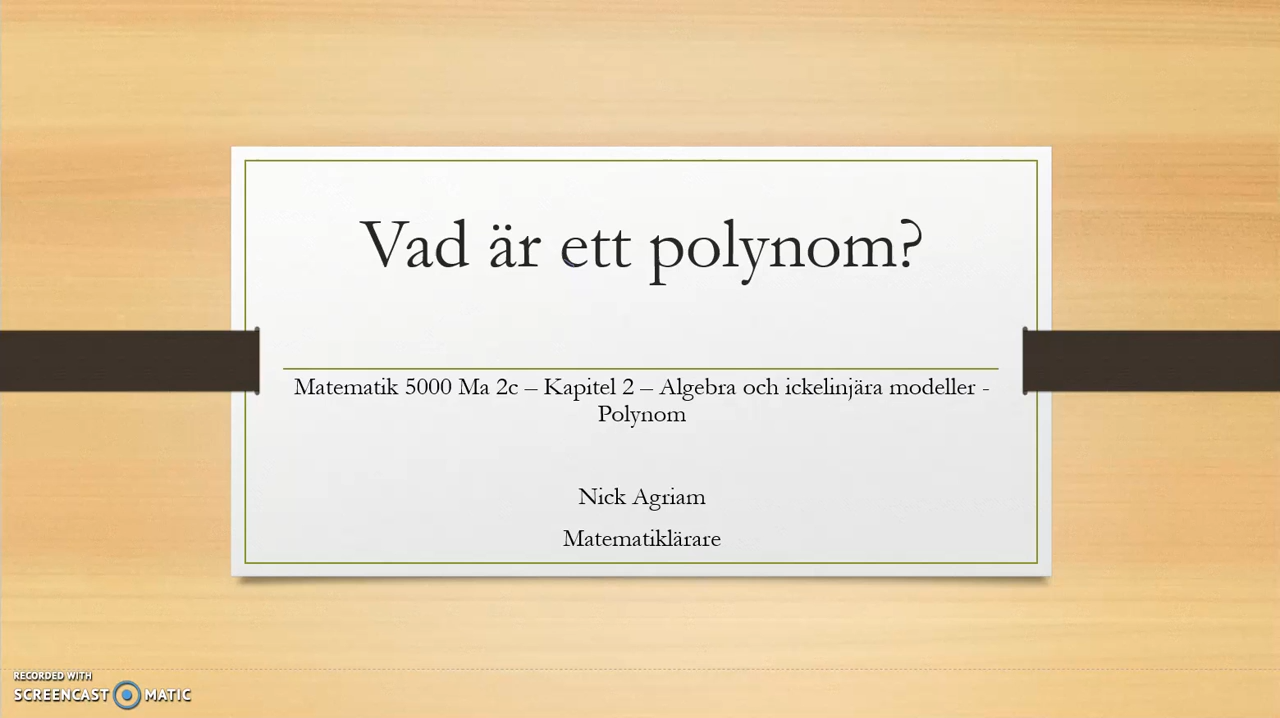 Vad är ett polynom?
Matematik 5000 Ma 2c – Kapitel 2 – Algebra och ickelinjära modeller -
Polynom
Nick Agriam
Matematiklärare
RECORDED WITH
SCREENCAST MATIC